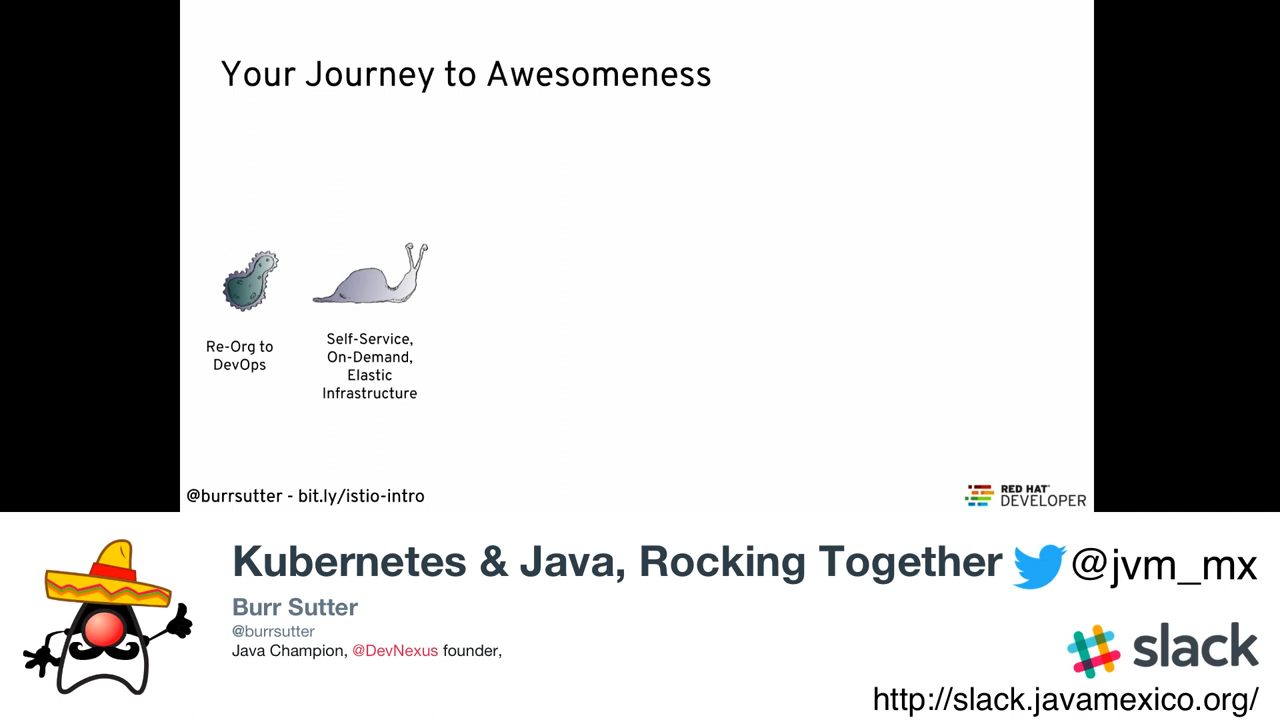 Your Journey to Awesomeness
Re-Org to
DevOps
Self-Service,
On-Demand,
Elastic
Infrastructure
@burrsutter - bit.ly/istio-intro
RED HAT
DEVELOPER
Kubernetes & Java, Rocking Together
@jvm_mx
Burr Sutter
@burrsutter
Java Champion, @DevNexus founder,
slack
http://slack.javamexico.org/